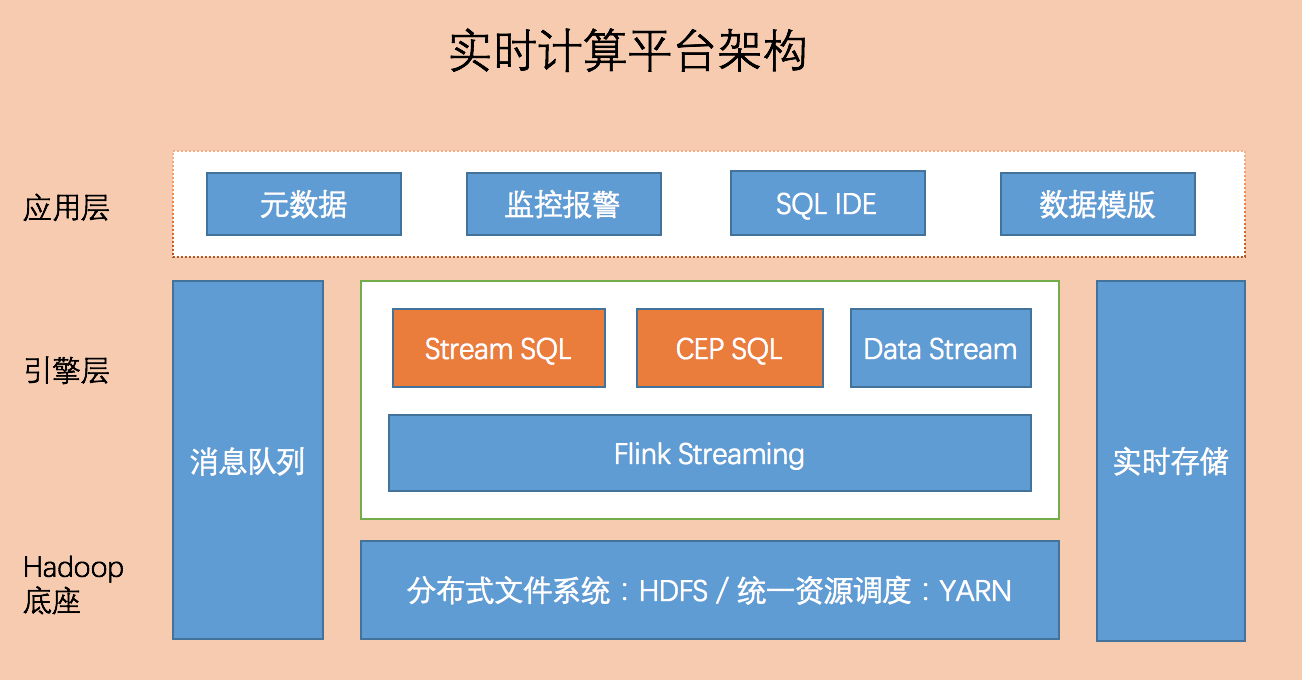 实时计算平台架构
应用层
元数据
监控报警
SQL IDE
数据模版
引擎层
消息队列
Stream SQL
CEP SQL
Data Stream
Flink Streaming
实时存储
Hadoop
底座
分布式文件系统：HDFS / 统一资源调度：YARN